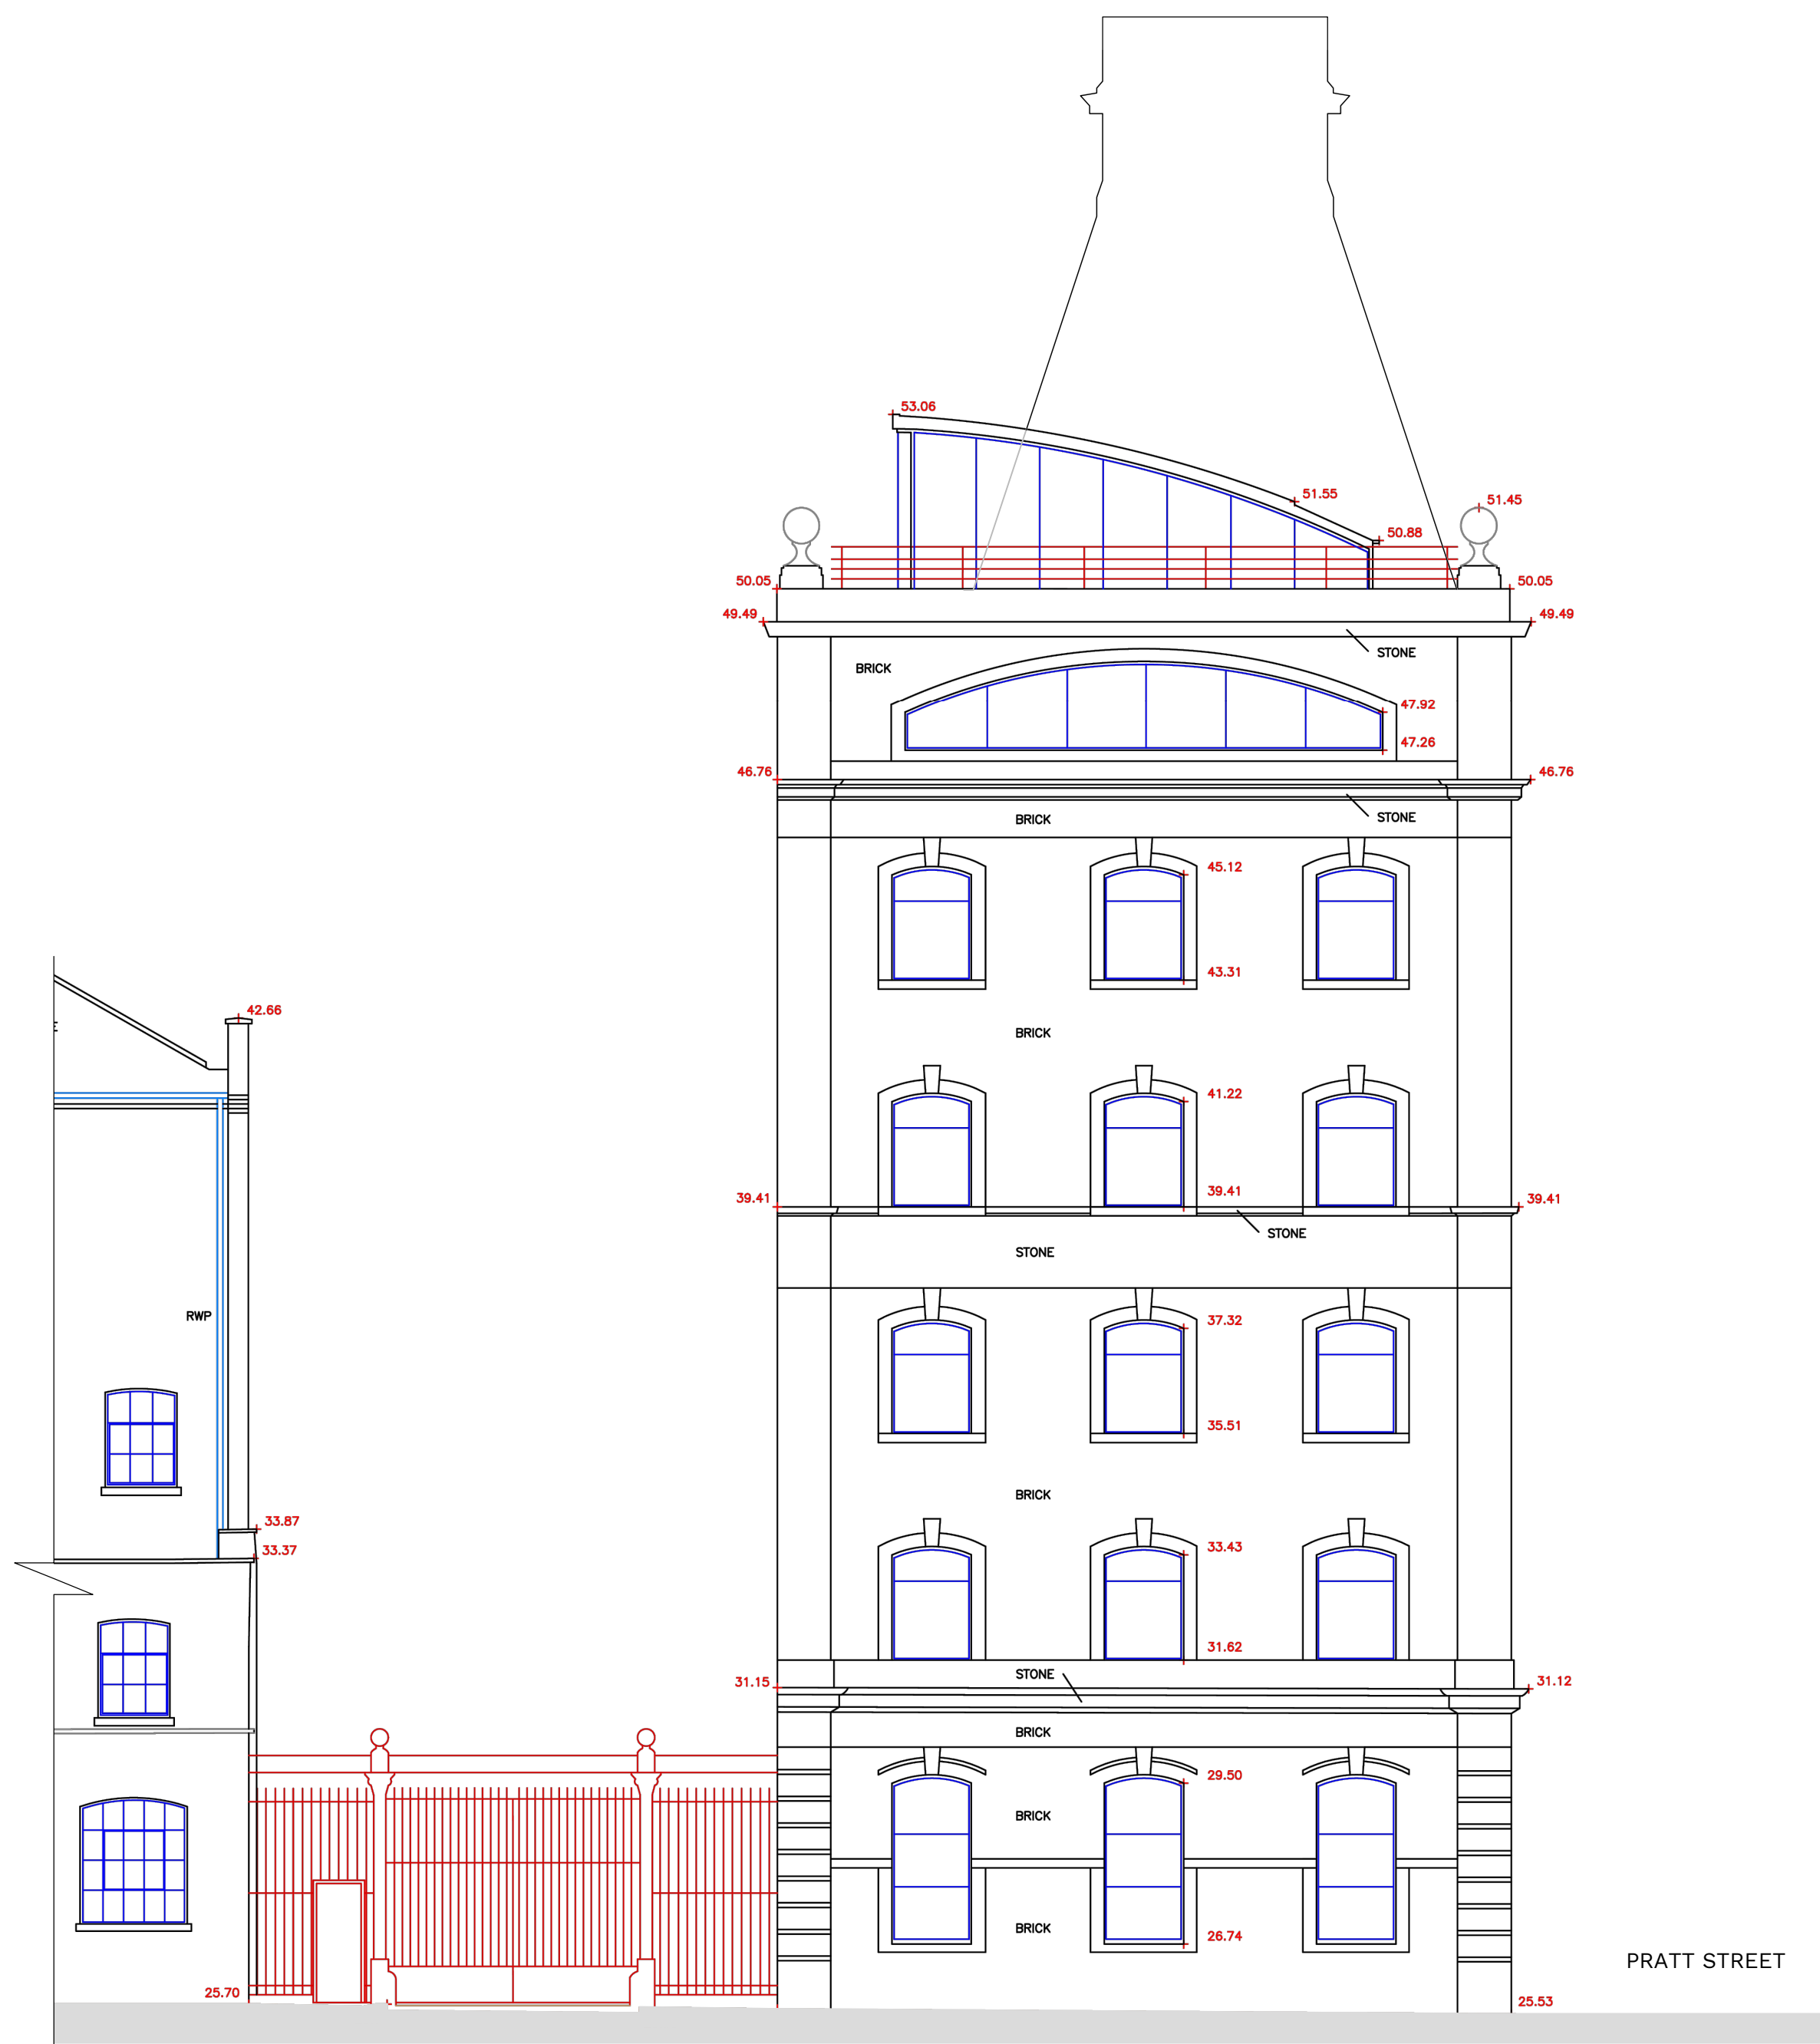 53.06
51.55
51.45
50.88
50.05
50.05
49.49
49.49
STONE
BRICK
47.92
47.26
46.76
46.76
STONE
BRICK
45.12
43.31
42.66
BRICK
41.22
39.41
39.41
39.41
STONE
STONE
RWP
37.32
35.51
BRICK
33.87
33.43
33.37
31.62
STONE
31.15
31.12
BRICK
29.50
BRICK
BRICK
26.74
PRATT STREET
25.70
25.53